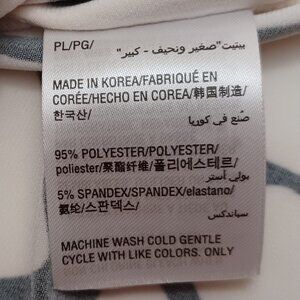 PL/PG/ بيتيت "صغير ونحيف - كبير"
MADE IN KOREA/FABRIQUÉ EN
CORÉE/HECHO EN COREA/韩国制造/
한국산/ صنع في كوريا
95% POLYESTER/POLYESTER/
poliester/聚酯纤维/폴리에스테르/
بولي أستر
5% SPANDEX/SPANDEX/elastano/
氨纶/스판덱스/ سباندكس
MACHINE WASH COLD GENTLE
CYCLE WITH LIKE COLORS. ONLY